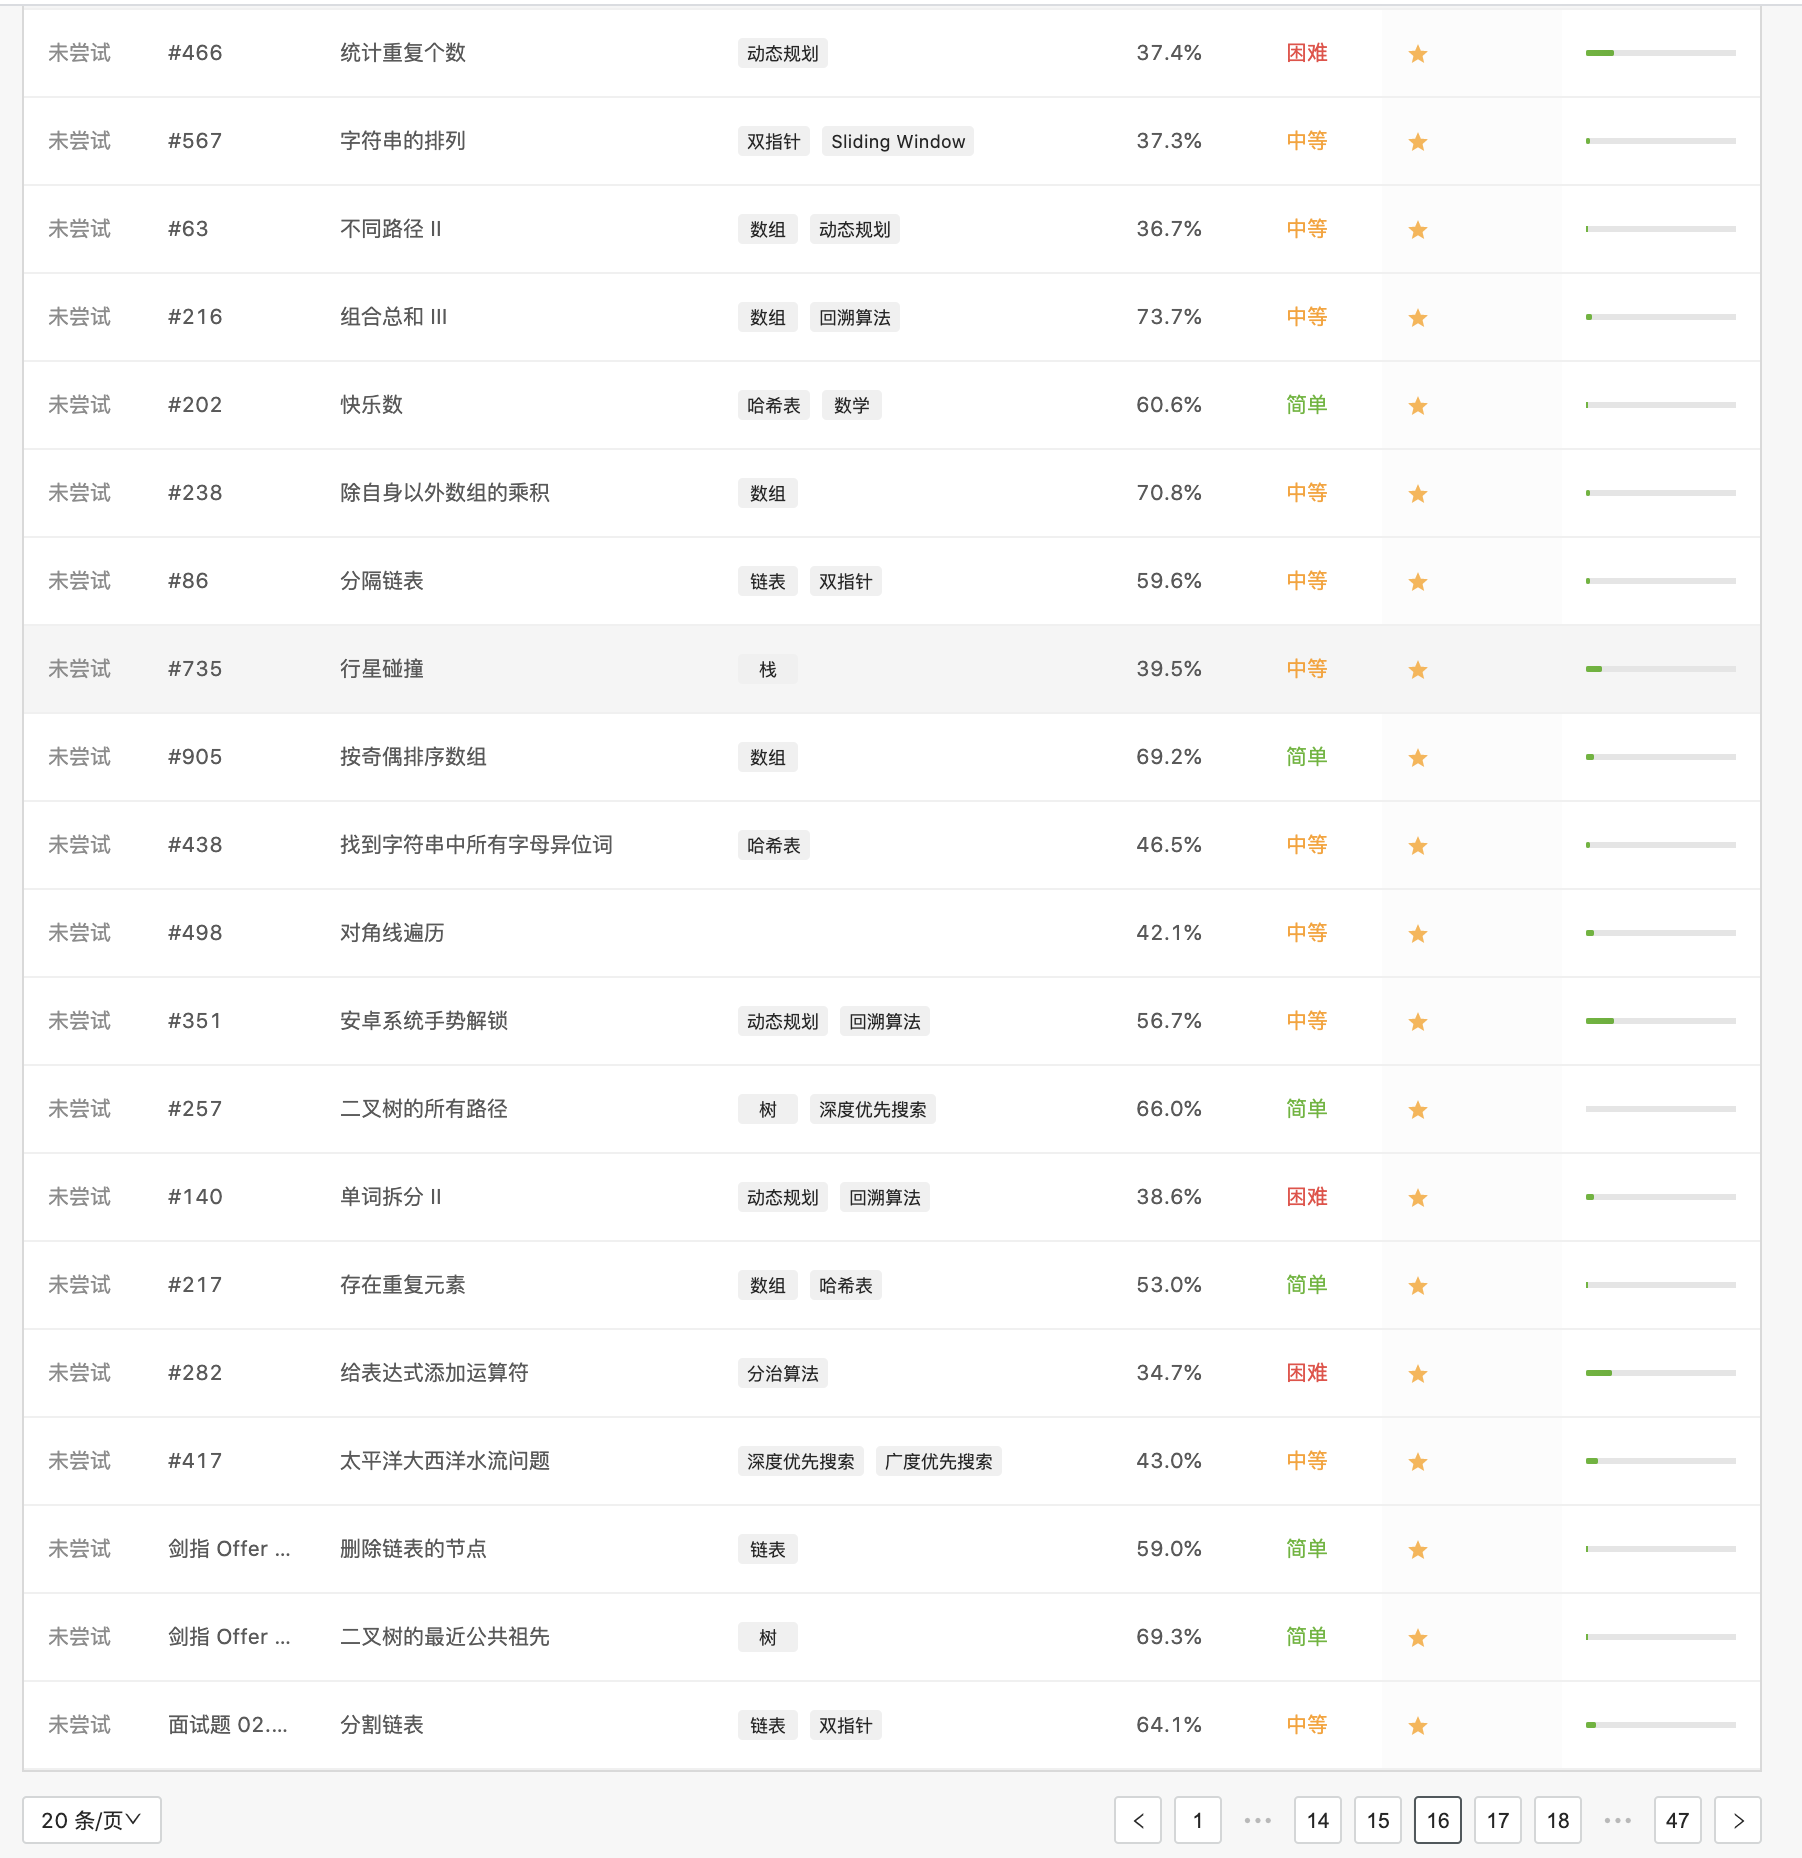 未尝试 #466 统计重复个数 动态规划 37.4% 困难
未尝试 #567 字符串的排列 双指针 Sliding Window 37.3% 中等
未尝试 #63 不同路径 II 数组 动态规划 36.7% 中等
未尝试 #216 组合总和 III 数组 回溯算法 73.7% 中等
未尝试 #202 快乐数 哈希表 数学 60.6% 简单
未尝试 #238 除自身以外数组的乘积 数组 70.8% 中等
未尝试 #86 分隔链表 链表 双指针 59.6% 中等
未尝试 #735 行星碰撞 栈 39.5% 中等
未尝试 #905 按奇偶排序数组 数组 69.2% 简单
未尝试 #438 找到字符串中所有字母异位词 哈希表 46.5% 中等
未尝试 #498 对角线遍历 42.1% 中等
未尝试 #351 安卓系统手势解锁 动态规划 回溯算法 56.7% 中等
未尝试 #257 二叉树的所有路径 树 深度优先搜索 66.0% 简单
未尝试 #140 单词拆分 II 动态规划 回溯算法 38.6% 困难
未尝试 #217 存在重复元素 数组 哈希表 53.0% 简单
未尝试 #282 给表达式添加运算符 分治算法 34.7% 困难
未尝试 #417 太平洋大西洋水流问题 深度优先搜索 广度优先搜索 43.0% 中等
未尝试 剑指 Offer ... 删除链表的节点 链表 59.0% 简单
未尝试 剑指 Offer ... 二叉树的最近公共祖先 树 69.3% 简单
未尝试 面试题 02.... 分割链表 链表 双指针 64.1% 中等
20 条/页 < 1 ••• 14 15 16 17 18 ••• 47 >